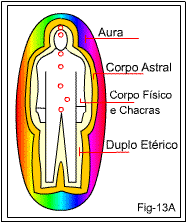 Aura
Corpo Astral
Corpo Físico
e Chacras
Duplo Etérico
Fig-13A